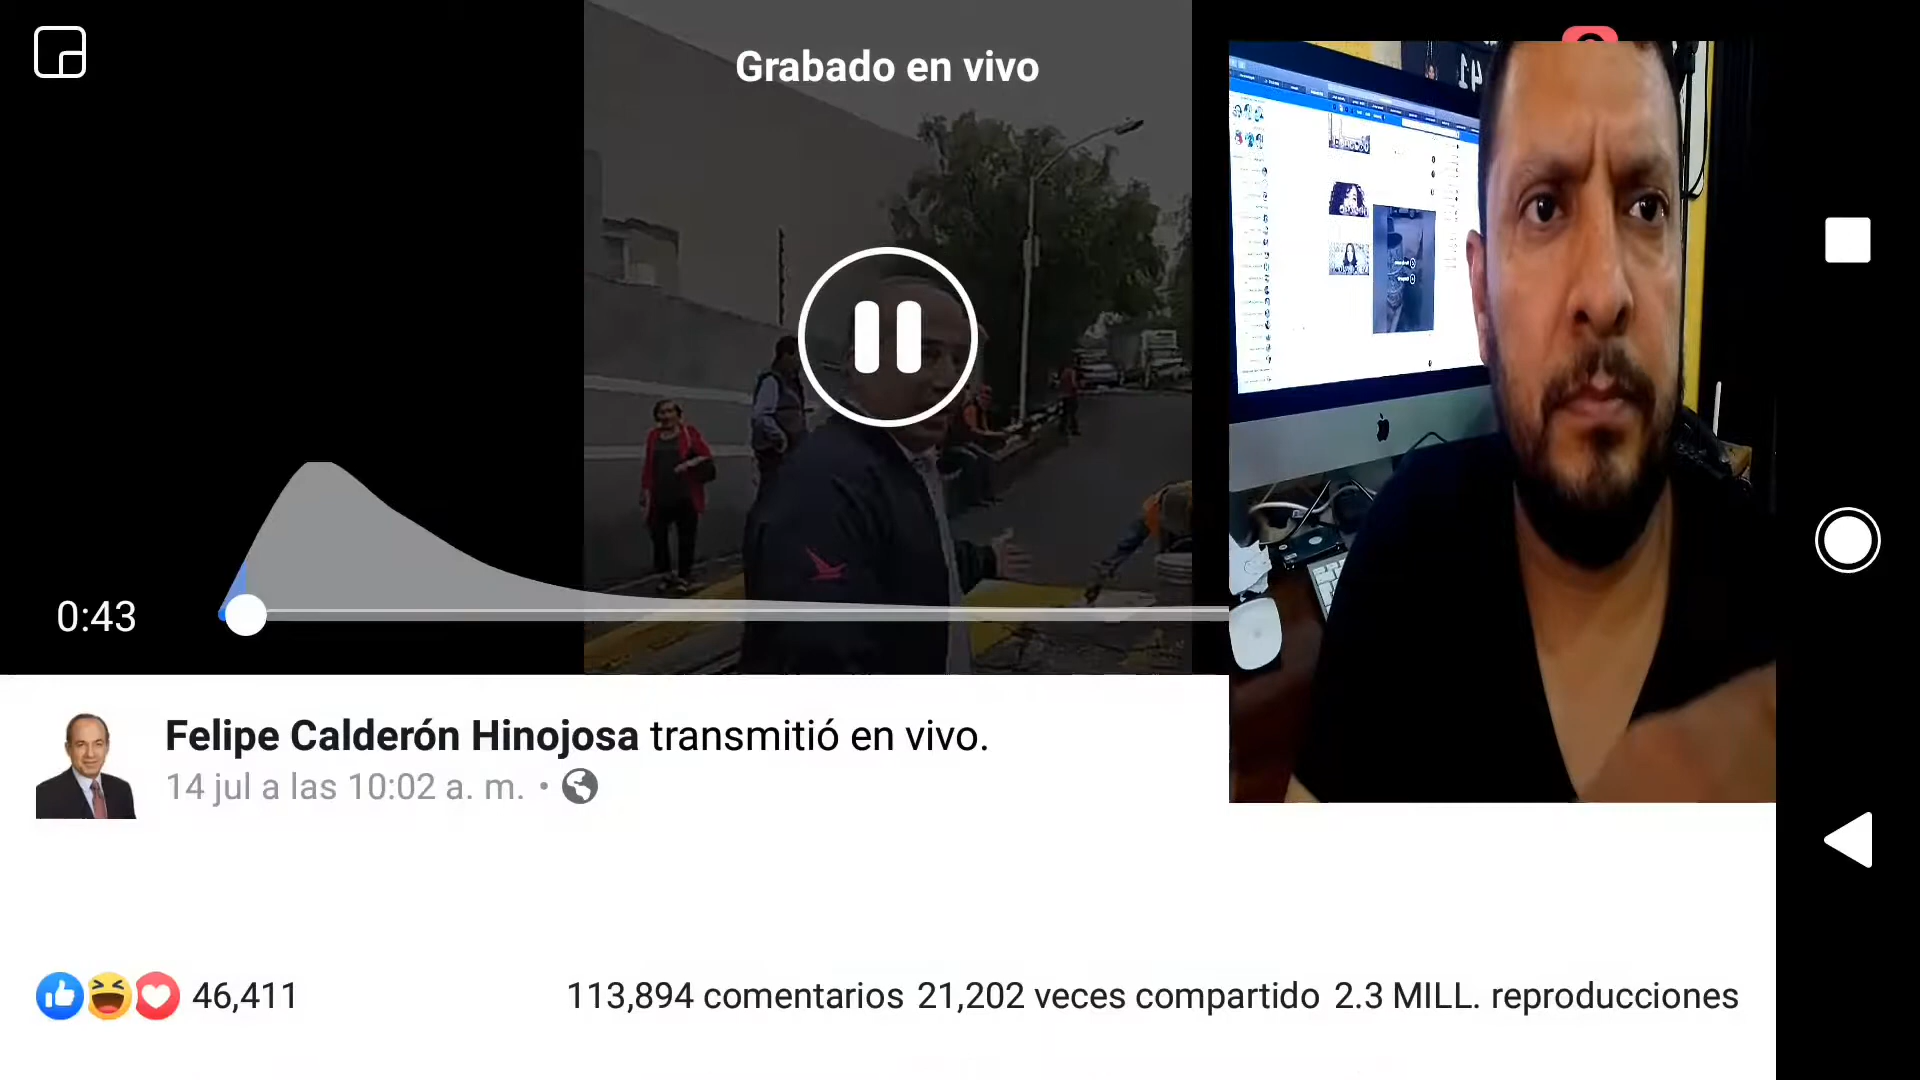 Grabado en vivo
0:43
Felipe Calderón Hinojosa transmitió en vivo.
14 jul a las 10:02 a. m. •
46,411
113,894 comentarios 21,202 veces compartido 2.3 MILL. reproducciones